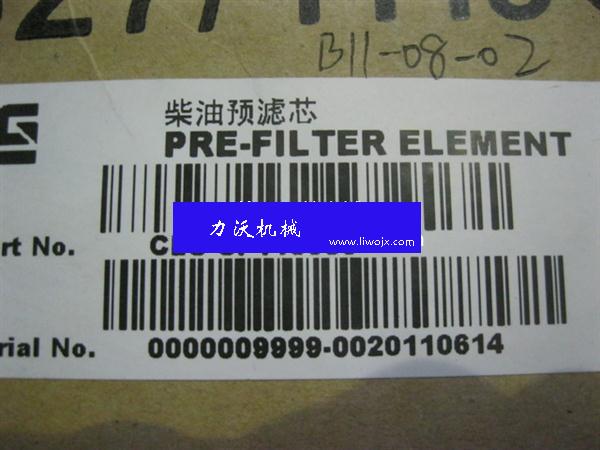 B11-08-02
柴油预滤芯
PRE-FILTER ELEMENT
力沃机械
www.liwojx.com
rt No.
rial No. 0000009999-0020110614